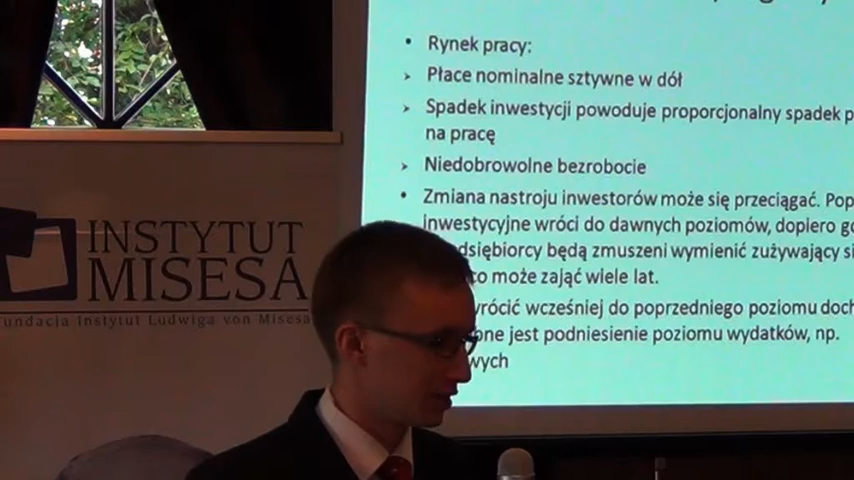 Rynek pracy:
Płace nominalne sztywne w dół
Spadek inwestycji powoduje proporcjonalny spadek
na pracę
Niedobrowolne bezrobocie
Zmiana nastroju inwestorów może się przeciągać.
inwestycyjne wróci do dawnych poziomów, dopiero
będą zmuszeni wymienić zużywający
co może zająć wiele lat.
wcześniej do poprzedniego poziomu
jest podniesienie poziomu wydatków, np.
INSTYTUT
MISESA
Fundacja Instytut Ludwiga von Misesa